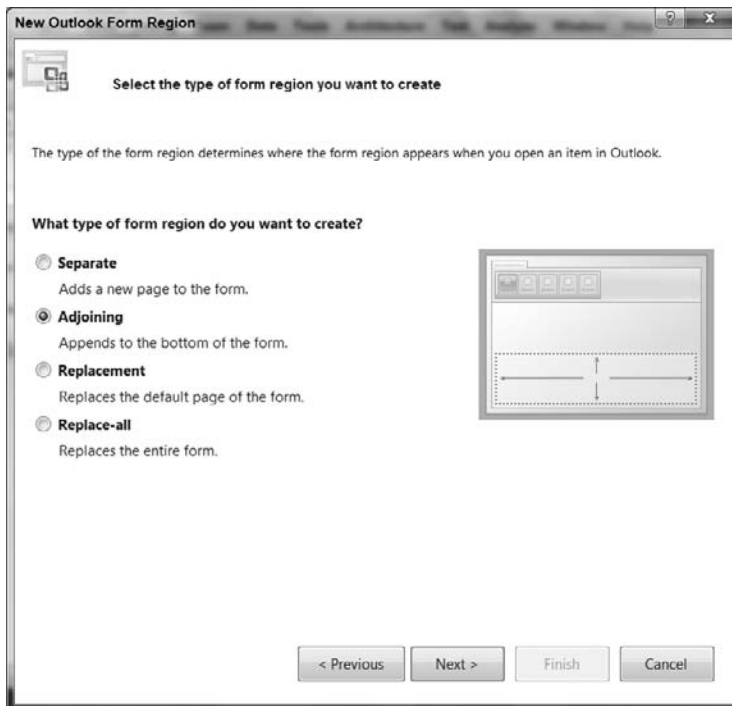 New Outlook Form Region
Select the type of form region you want to create
The type of the form region determines where the form region appears when you open an item in Outlook.
What type of form region do you want to create?
Separate
Adds a new page to the form.
Adjoining
Appends to the bottom of the form.
Replacement
Replaces the default page of the form.
Replace-all
Replaces the entire form.
< Previous
Next >
Finish
Cancel